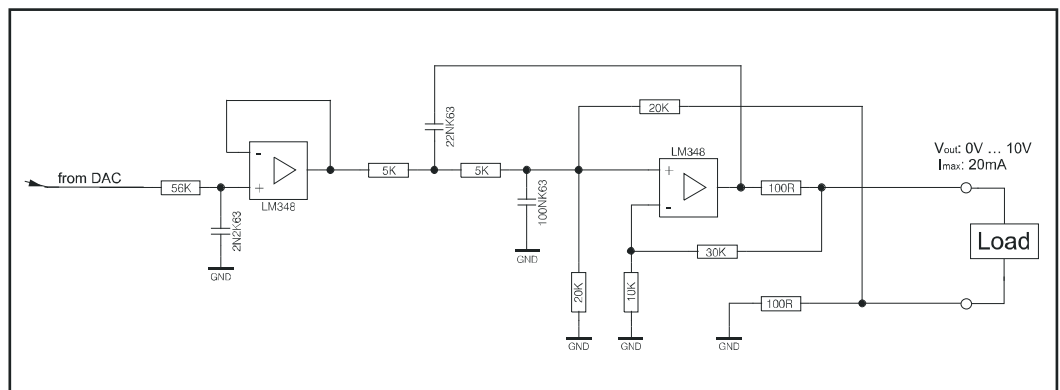 from DAC
56K
2N2K63
GND
-
+
LM348
5K
22NK63
5K
100NK63
GND
20K
20K
GND
LM348
+
-
10K
GND
30K
100R
100R
GND
Vout: 0V ... 10V
Imax: 20mA
Load